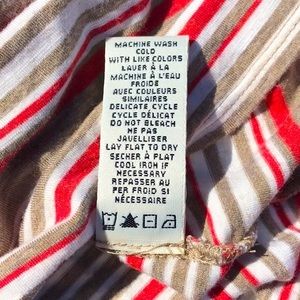 MACHINE WASH
COLD
WITH LIKE COLORS
LAVER À LA
MACHINE À L'EAU
FROIDE
AVEC COULEURS
SIMILAIRES
DELICATE CYCLE
CYCLE DÉLICAT
DO NOT BLEACH
NE PAS
JAVELLISER
LAY FLAT TO DRY
SECHER À PLAT
COOL IRON IF
NECESSARY
REPASSER AU
FER FROID SI
NÉCESSAIRE